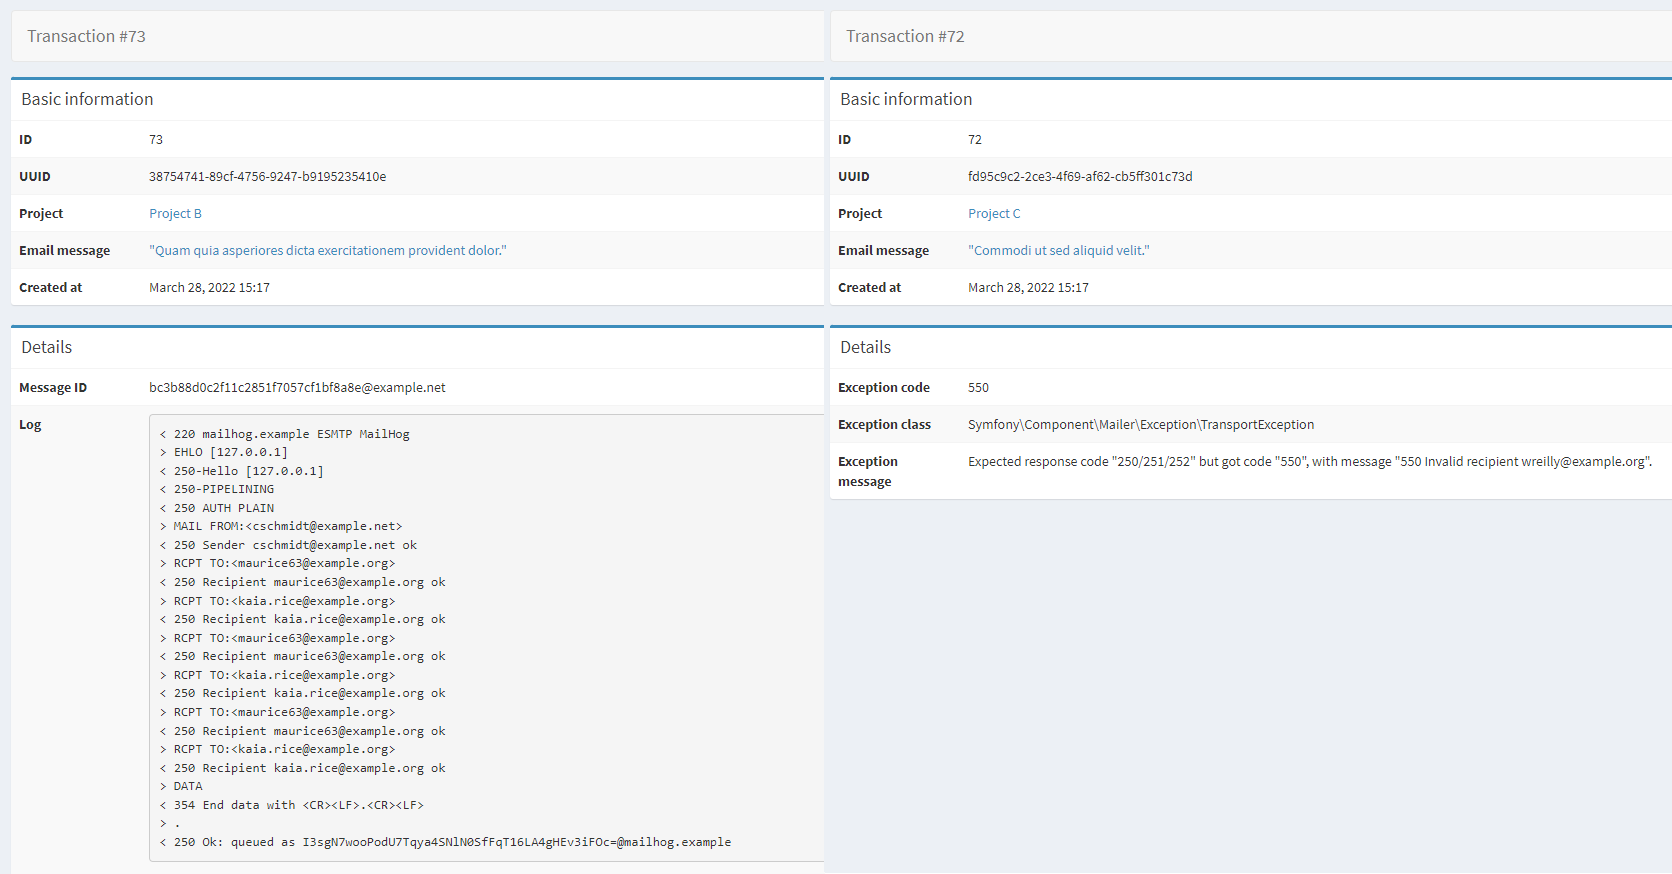 Transaction #73
Basic information
ID 73
UUID 38754741-89cf-4756-9247-b9195235410e
Project Project B
Email message "Quam quia asperiores dicta exercitationem provident dolor."
Created at March 28, 2022 15:17
Details
Message ID bc3b88d0c2f11c2851f7057cf1bf8a8e@example.net
Log
< 220 mailhog.example ESMTP MailHog
> EHLO [127.0.0.1]
< 250-Hello [127.0.0.1]
< 250-PIPELINING
< 250 AUTH PLAIN
> MAIL FROM:<cschmidt@example.net>
< 250 Sender cschmidt@example.net ok
> RCPT TO:<maurice63@example.org>
< 250 Recipient maurice63@example.org ok
> RCPT TO:<kaia.rice@example.org>
< 250 Recipient kaia.rice@example.org ok
> RCPT TO:<maurice63@example.org>
< 250 Recipient maurice63@example.org ok
> RCPT TO:<kaia.rice@example.org>
< 250 Recipient kaia.rice@example.org ok
> RCPT TO:<maurice63@example.org>
< 250 Recipient maurice63@example.org ok
> RCPT TO:<kaia.rice@example.org>
< 250 Recipient kaia.rice@example.org ok
> DATA
< 354 End data with <CR><LF>.<CR><LF>
> .
< 250 Ok: queued as I3sgN7wooPodU7Tqya4SNlN0SfFqT16LA4gHEv3iFOc=@mailhog.example
Transaction #72
Basic information
ID 72
UUID fd95c9c2-2ce3-4f69-af62-cb5ff301c73d
Project Project C
Email message "Commodi ut sed aliquid velit."
Created at March 28, 2022 15:17
Details
Exception code 550
Exception class Symfony\Component\Mailer\Exception\TransportException
Exception message Expected response code "250/251/252" but got code "550", with message "550 Invalid recipient wreilly@example.org".